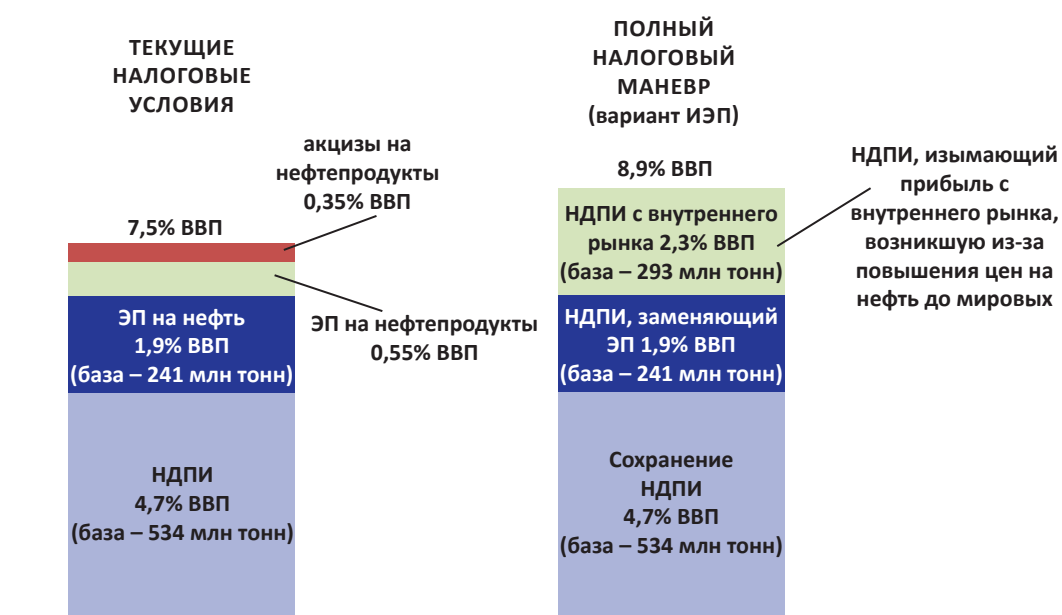 ТЕКУЩИЕ
НАЛОГОВЫЕ
УСЛОВИЯ
акцизы на
нефтепродукты
0,35% ВВП
7,5% ВВП
ЭП на нефть
1,9% ВВП
(база – 241 млн тонн)
ЭП на нефтепродукты
0,55% ВВП
НДПИ
4,7% ВВП
(база – 534 млн тонн)
ПОЛНЫЙ
НАЛОГОВЫЙ
МАНЕВР
(вариант ИЭП)
8,9% ВВП
НДПИ с внутреннего
рынка 2,3% ВВП
(база – 293 млн тонн)
НДПИ, заменяющий
ЭП 1,9% ВВП
(база – 241 млн тонн)
Сохранение
НДПИ
4,7% ВВП
(база – 534 млн тонн)
НДПИ, изымающий
прибыль с
внутреннего рынка,
возникшую из-за
повышения цен на
нефть до мировых